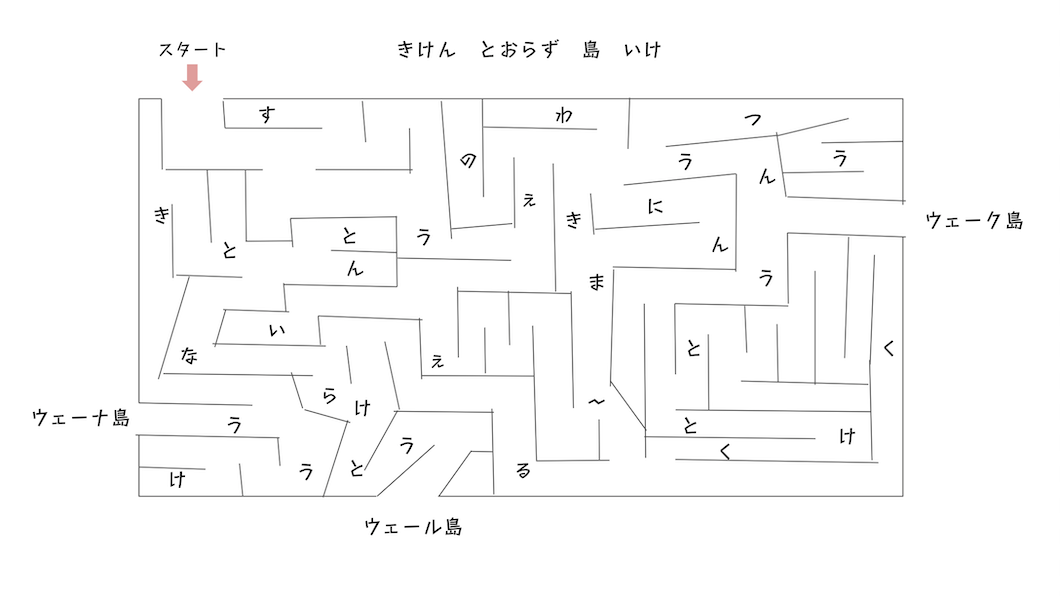 スタート
きけん とおらず 島 いけ
す
わ
つ
の
う
う
ん
え
に
き
き
ウェーク島
と
と
う
ん
ん
ま
う
い
な
え
と
く
ら
け
〜
ウェーナ島
う
う
と
け
け
う
と
る
く
ウェール島